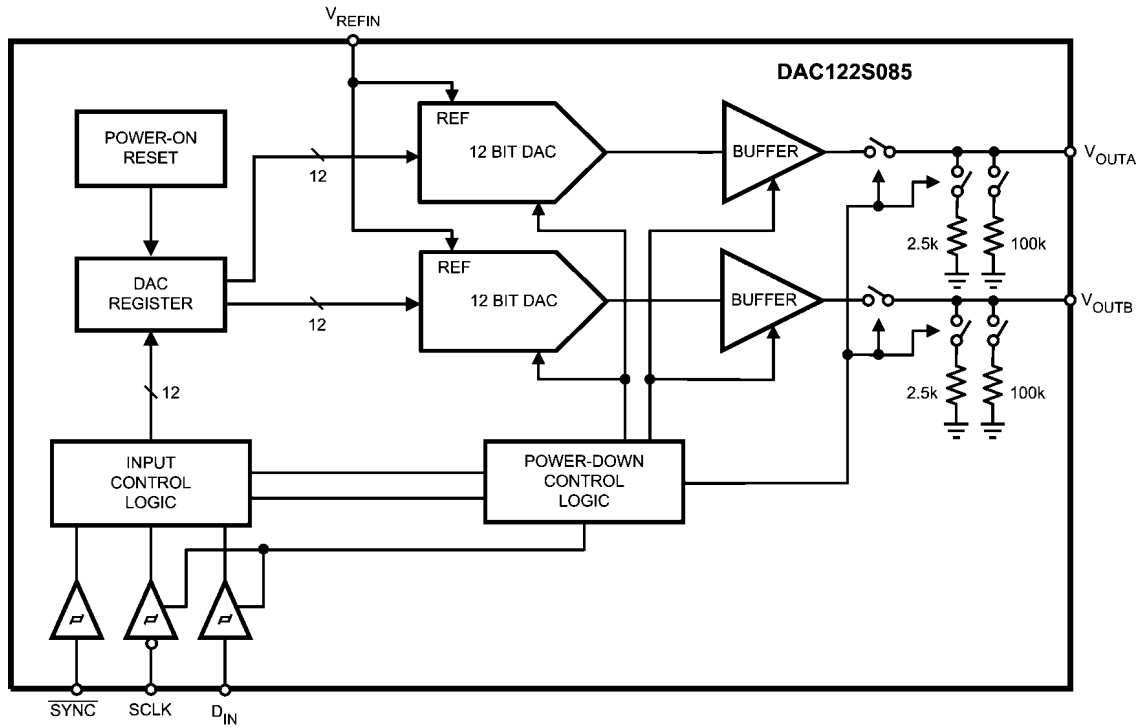 VREFIN
DAC122S085
POWER-ON
RESET
REF
12 BIT DAC
BUFFER
VOUTA
12
2.5k
100k
DAC
REGISTER
REF
12 BIT DAC
BUFFER
VOUTB
12
2.5k
100k
12
INPUT
CONTROL
LOGIC
POWER-DOWN
CONTROL
LOGIC
SYNC
SCLK
DIN